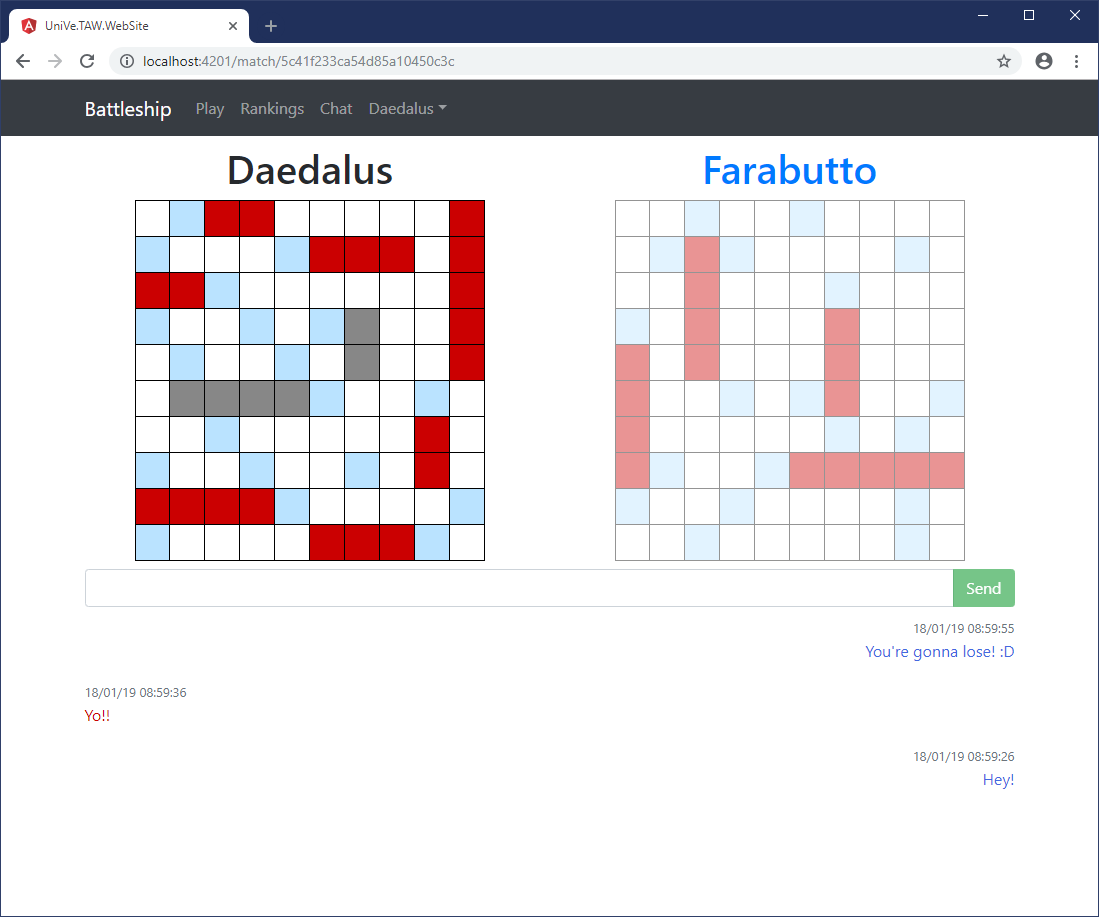 UniVe.TAW.WebSite
localhost:4201/match/5c41f233ca54d85a10450c3c
Battleship Play Rankings Chat Daedalus
Daedalus Farabutto
Send
18/01/19 08:59:55
You're gonna lose! :D
18/01/19 08:59:36
Yo!!
18/01/19 08:59:26
Hey!